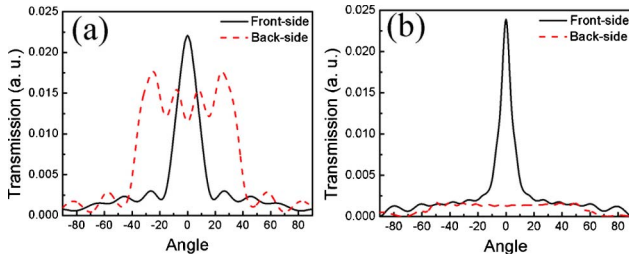 (a)
Front-side
Back-side
Transmission (a. u.)
0.025
0.020
0.015
0.010
0.005
0.000
-80 -60 -40 -20 0 20 40 60 80
Angle
(b)
Front-side
Back-side
Transmission (a. u.)
0.025
0.020
0.015
0.010
0.005
0.000
-80 -60 -40 -20 0 20 40 60 80
Angle